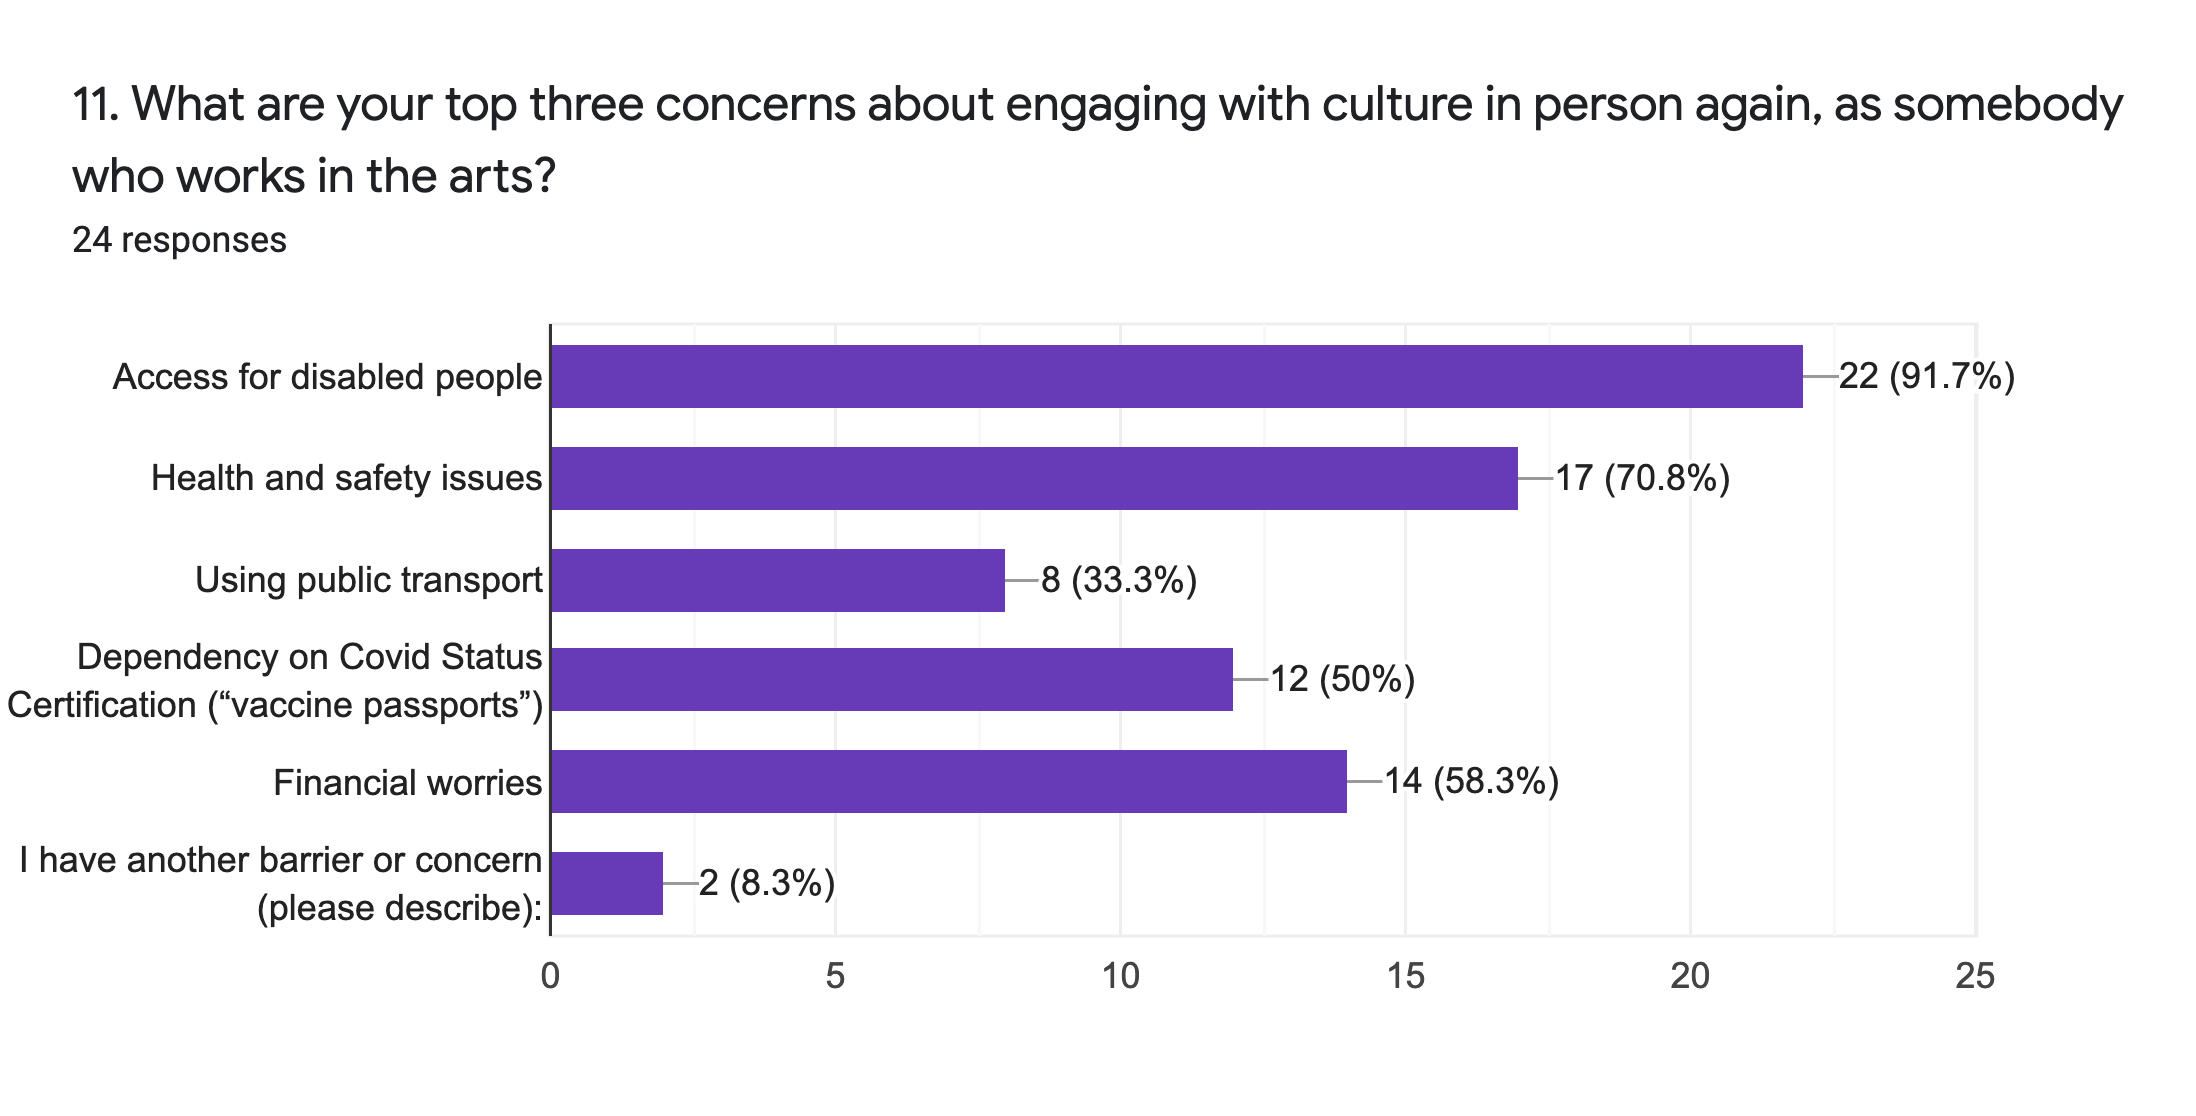 11. What are your top three concerns about engaging with culture in person again, as somebody
who works in the arts?
24 responses
Access for disabled people
22 (91.7%)
Health and safety issues
17 (70.8%)
Using public transport
8 (33.3%)
Dependency on Covid Status
Certification (“vaccine passports”)
12 (50%)
Financial worries
14 (58.3%)
I have another barrier or concern
(please describe):
2 (8.3%)
0 5 10 15 20 25